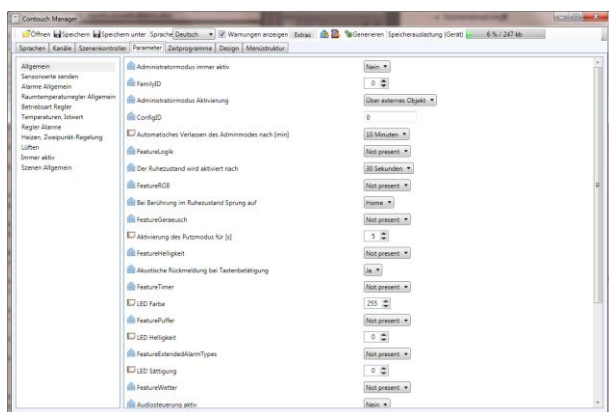 Contouch Manager
Öffnen Speichern Speichern unter Sprache Deutsch Warnungen anzeigen Extras Generieren Speicherauslastung (Gerät) 6 % / 247 kb
Sprachen Kanäle Szenenkontroller Parameter Zeitprogramme Design Menüstruktur
Allgemein
Sensorwerte senden
Alarme Allgemein
Raumtemperaturregler Allgemein
Betriebsart Regler
Temperaturen, Istwert
Regler Alarme
Heizen, Zweipunkt-Regelung
Lüften
Immer aktiv
Szenen Allgemein
Administratormodus immer aktiv Nein
FamilyID 0
Administratormodus Aktivierung Über externes Objekt
ConfigID 0
Automatisches Verlassen des Adminmodes nach [min] 10 Minuten
FeatureLogik Not present
Der Ruhezustand wird aktiviert nach 30 Sekunden
FeatureRGB Not present
Bei Berührung im Ruhezustand Sprung auf Home
FeatureGeraeusch Not present
Aktivierung des Putzmodus für [s] 5
FeatureHelligkeit Not present
Akustische Rückmeldung bei Tastenbetätigung Ja
FeatureTimer Not present
LED Farbe 255
FeaturePuffer Not present
LED Helligkeit 0
FeatureExtendedAlarmTypes Not present
LED Sättigung 0
FeatureWetter Not present
Audiosteuerung aktiv Nein